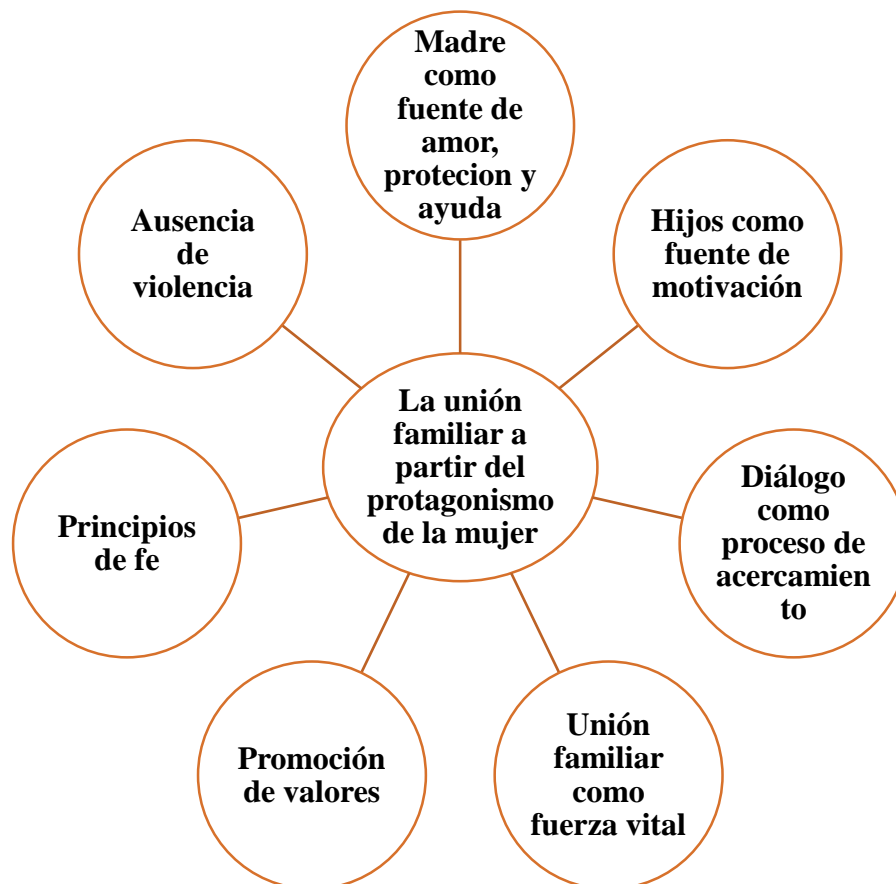 Madre
como
fuente de
amor,
protecion y
ayuda
Hijos como
fuente de
motivación
Diálogo
como
proceso de
acercamien
to
Unión
familiar
como
fuerza vital
Promoción
de valores
Principios
de fe
Ausencia
de
violencia
La unión
familiar a
partir del
protagonismo
de la mujer